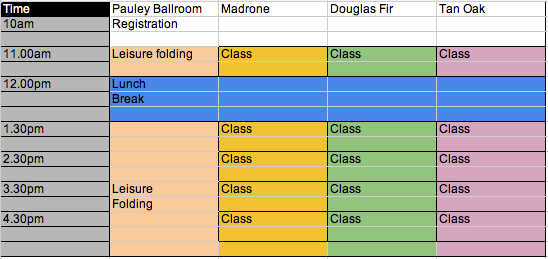 Time Pauley Ballroom Madrone Douglas Fir Tan Oak
10am Registration
11.00am Leisure folding Class Class Class
12.00pm Lunch
Break
1.30pm Class Class Class
2.30pm Class Class Class
3.30pm Leisure Class Class Class
Folding
4.30pm Class Class Class